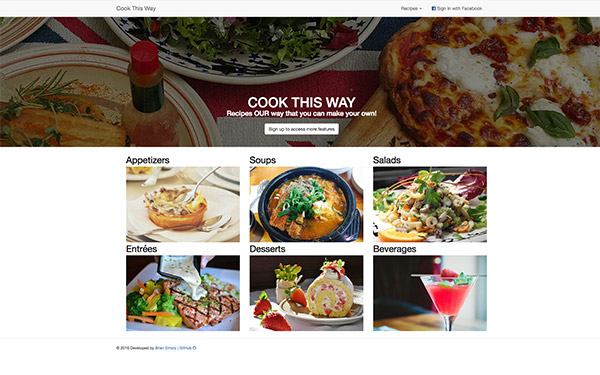 Cook This Way
Recipes
Sign in with Facebook
COOK THIS WAY
Recipes OUR way that you can make your own!
Sign up to access more features
Appetizers
Soups
Salads
Entrées
Desserts
Beverages
© 2016 Developed by Brian Emory | GitHub